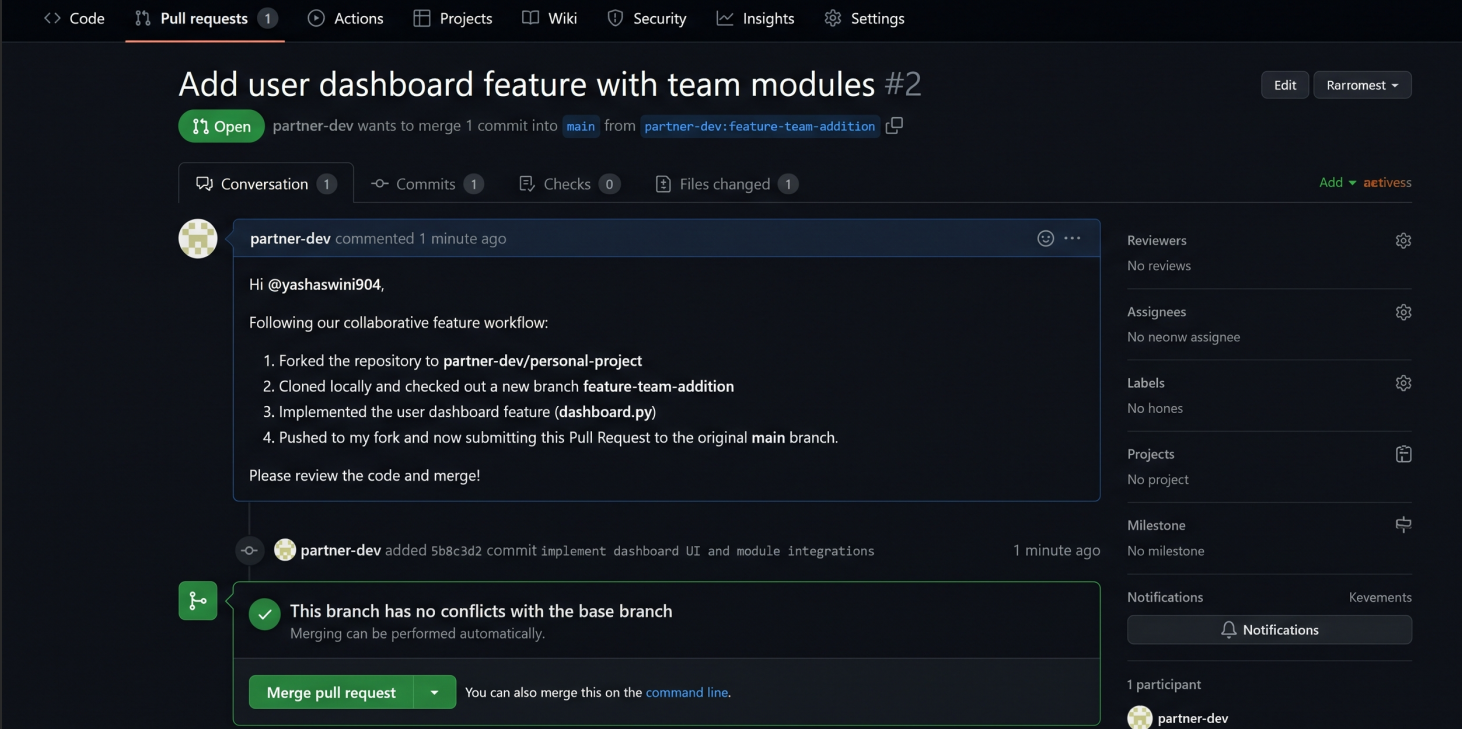 Code Pull requests 1 Actions Projects Wiki Security Insights Settings
Add user dashboard feature with team modules #2
Edit Rarromest
Open partner-dev wants to merge 1 commit into main from partner-dev:feature-team-addition
Conversation 1 Commits 1 Checks 0 Files changed 1
Add activess
partner-dev commented 1 minute ago
Hi @yashaswini904,
Following our collaborative feature workflow:
1. Forked the repository to partner-dev/personal-project
2. Cloned locally and checked out a new branch feature-team-addition
3. Implemented the user dashboard feature (dashboard.py)
4. Pushed to my fork and now submitting this Pull Request to the original main branch.
Please review the code and merge!
partner-dev added 5b8c3d2 commit implement dashboard UI and module integrations 1 minute ago
This branch has no conflicts with the base branch
Merging can be performed automatically.
Merge pull request You can also merge this on the command line.
Reviewers
No reviews
Assignees
No neonw assignee
Labels
No hones
Projects
No project
Milestone
No milestone
Notifications Kevements
Notifications
1 participant
partner-dev